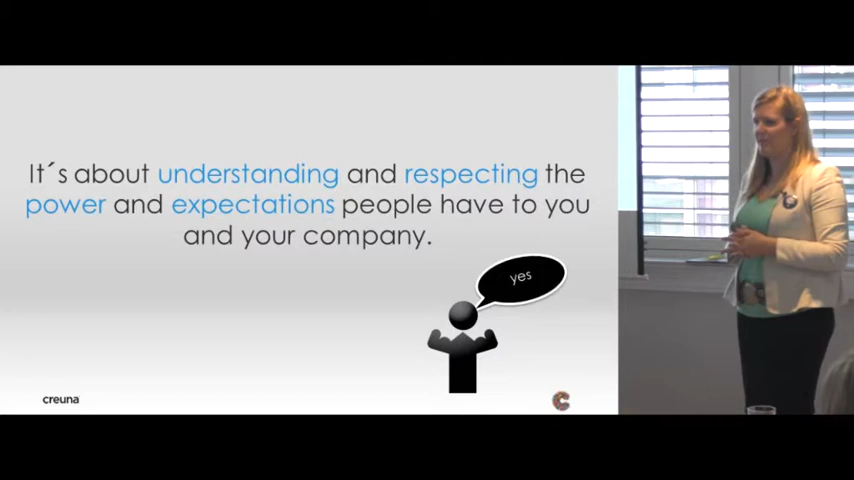 It´s about understanding and respecting the
power and expectations people have to you
and your company.
yes
creuna
C